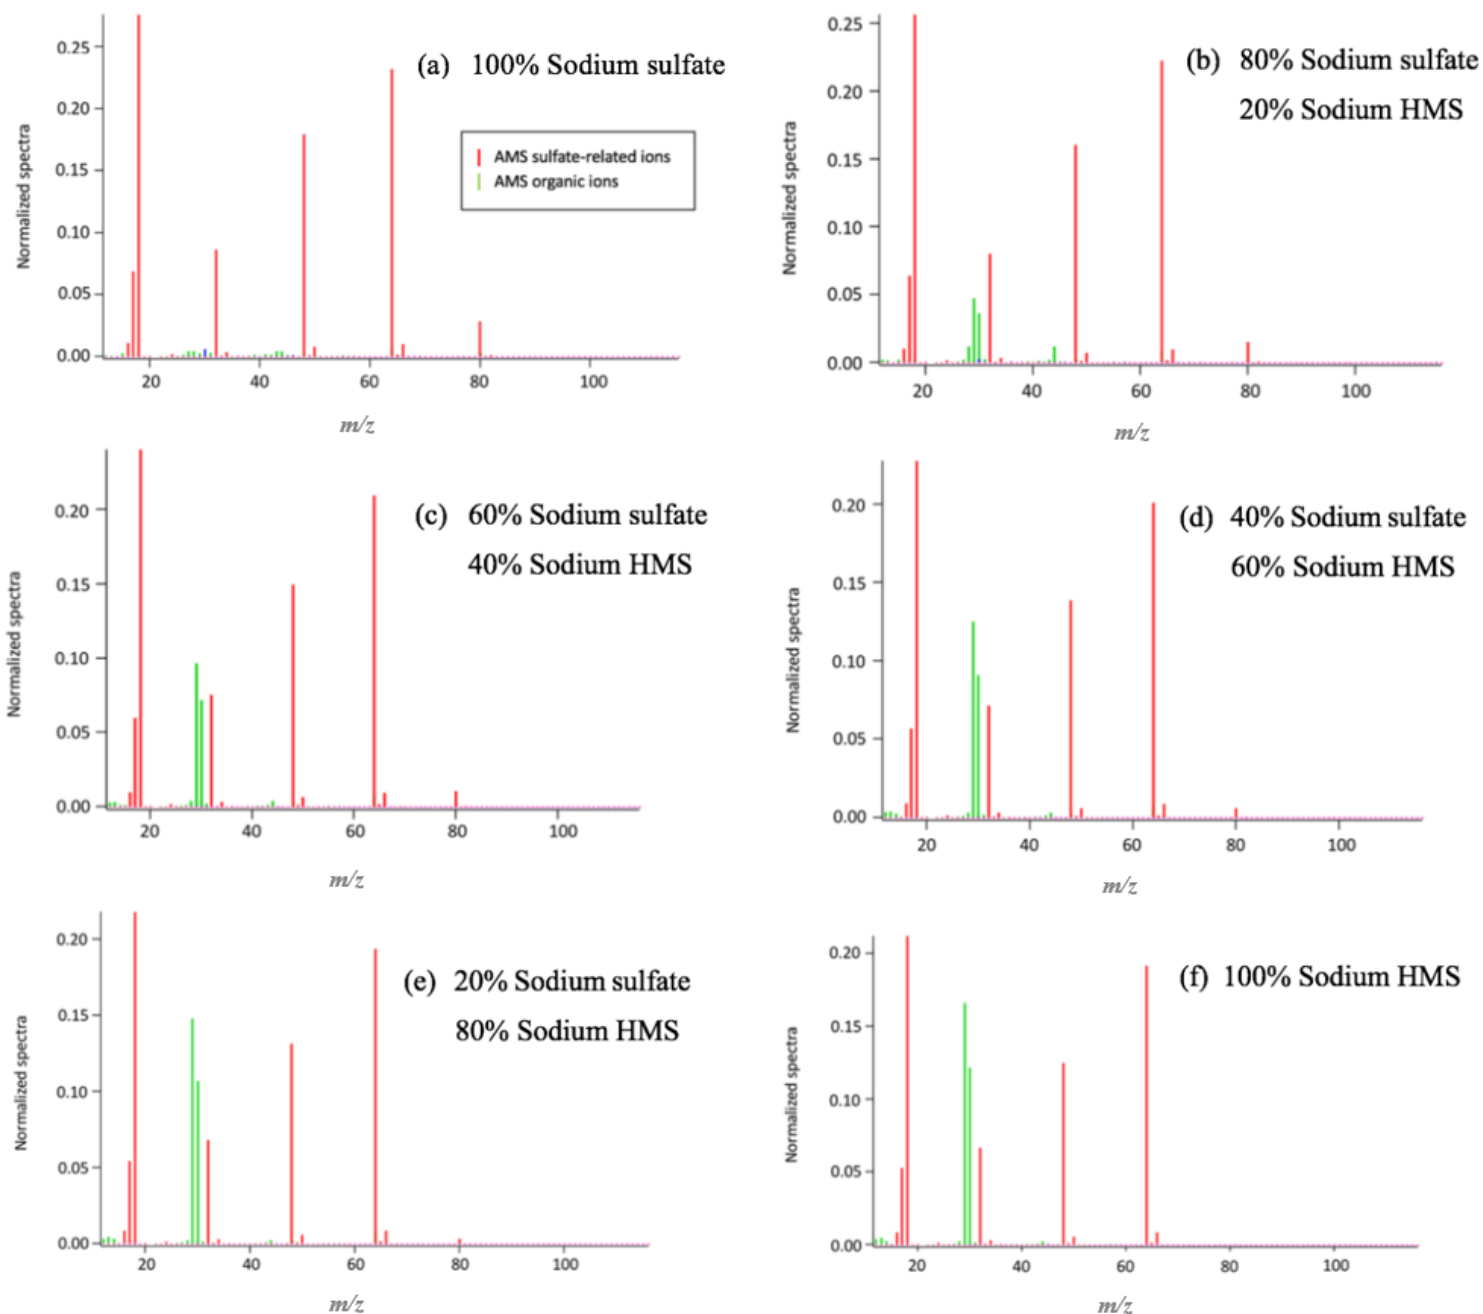 (a) 100% Sodium sulfate
0.25
0.20
0.15
0.10
0.05
0.00
Normalized spectra
AMS sulfate-related ions
AMS organic ions
20 40 60 80 100
m/z
(b) 80% Sodium sulfate
20% Sodium HMS
0.25
0.20
0.15
0.10
0.05
0.00
Normalized spectra
20 40 60 80 100
m/z
(c) 60% Sodium sulfate
40% Sodium HMS
0.20
0.15
0.10
0.05
0.00
Normalized spectra
20 40 60 80 100
m/z
(d) 40% Sodium sulfate
60% Sodium HMS
0.20
0.15
0.10
0.05
0.00
Normalized spectra
20 40 60 80 100
m/z
(e) 20% Sodium sulfate
80% Sodium HMS
0.20
0.15
0.10
0.05
0.00
Normalized spectra
20 40 60 80 100
m/z
(f) 100% Sodium HMS
0.20
0.15
0.10
0.05
0.00
Normalized spectra
20 40 60 80 100
m/z